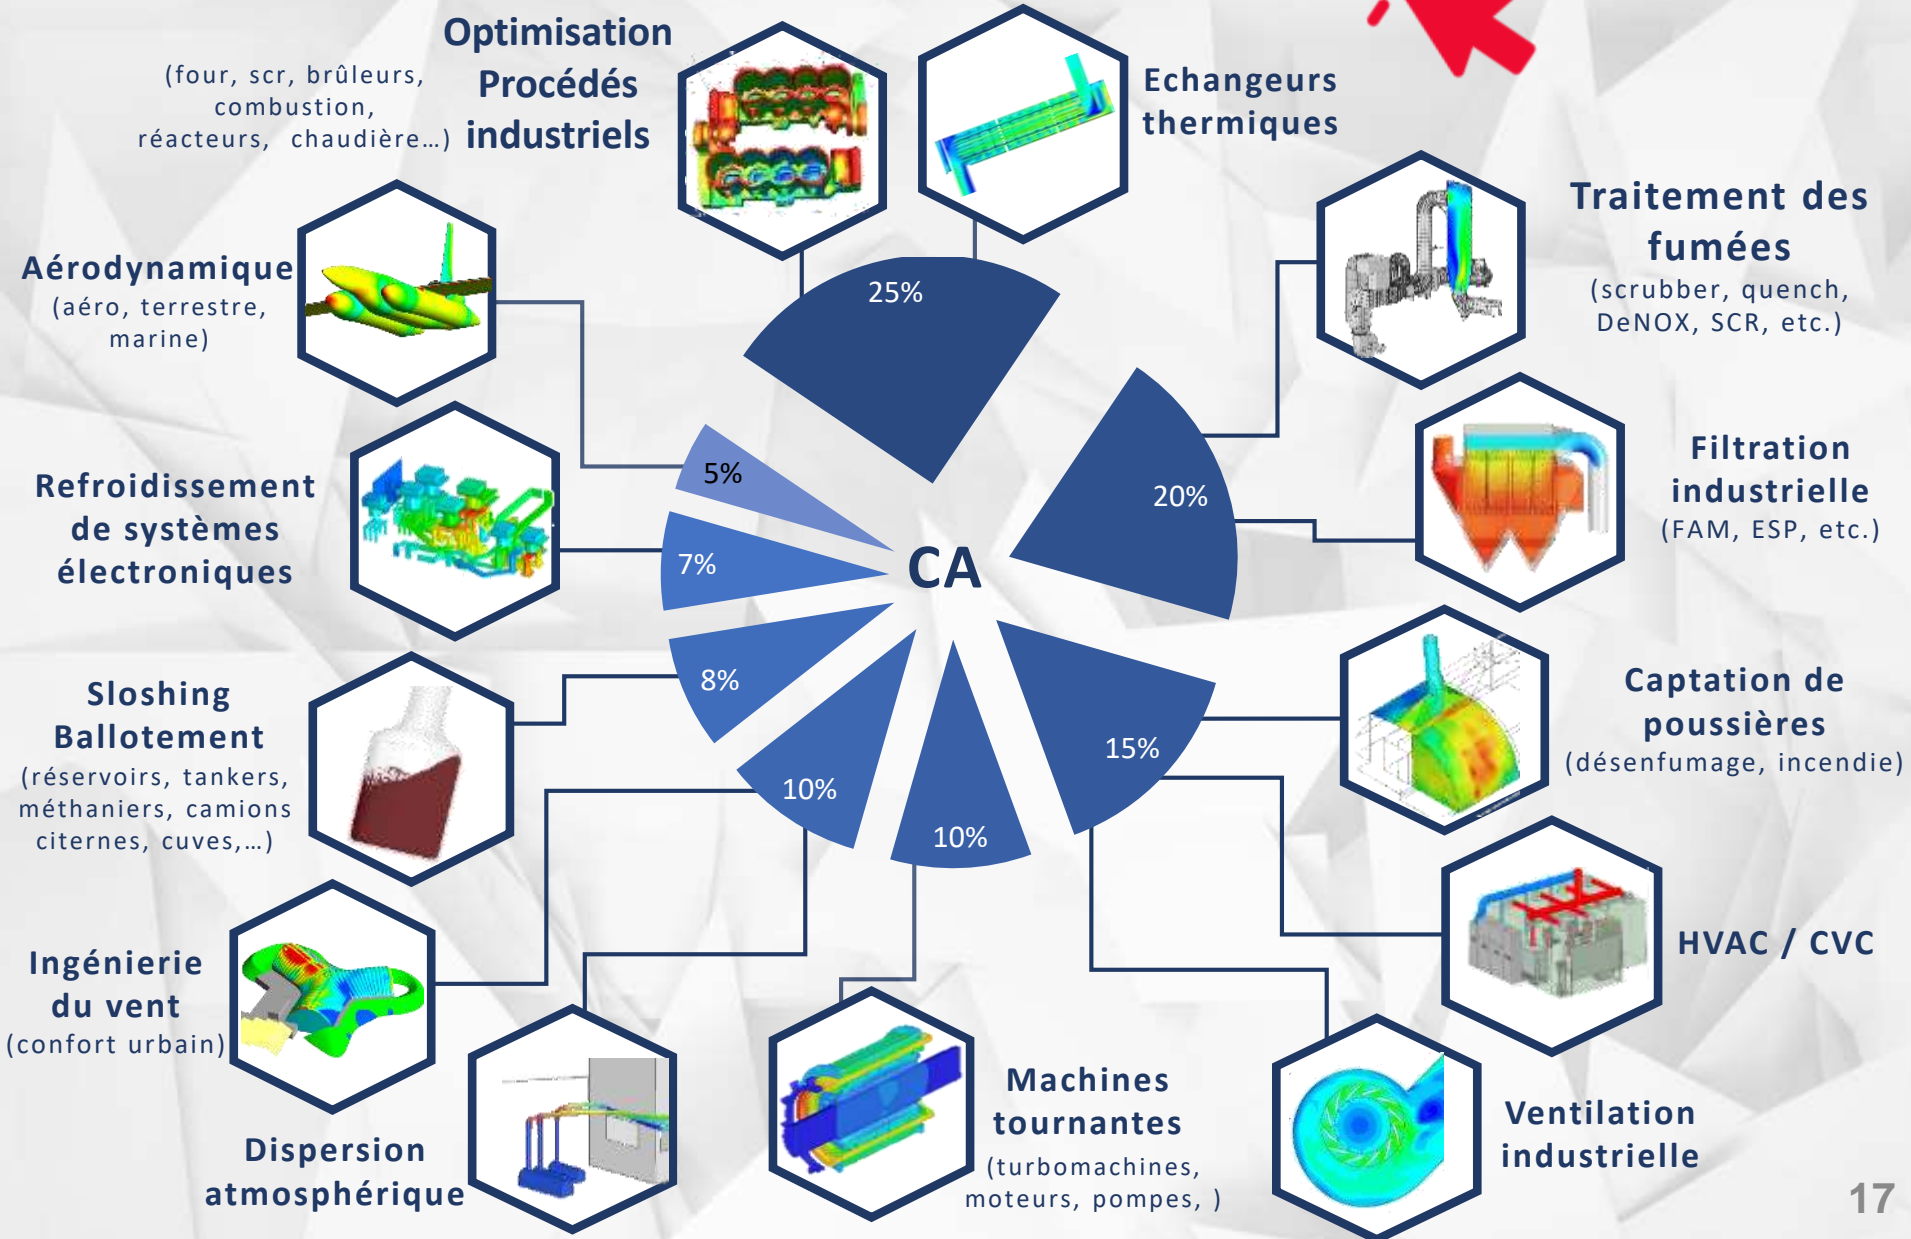 Optimisation
Procédés
industriels
(four, scr, brûleurs,
combustion,
réacteurs, chaudière…)
Echangeurs
thermiques
Traitement des
fumées
(scrubber, quench,
DeNOX, SCR, etc.)
Aérodynamique
(aéro, terrestre,
marine)
25%
20%
15%
10%
10%
8%
7%
5%
CA
Filtration
industrielle
(FAM, ESP, etc.)
Refroidissement
de systèmes
électroniques
Captation de
poussières
(désenfumage, incendie)
Sloshing
Ballotement
(réservoirs, tankers,
méthaniers, camions
citernes, cuves,…)
HVAC / CVC
Ingénierie
du vent
(confort urbain)
Dispersion
atmosphérique
Machines
tournantes
(turbomachines,
moteurs, pompes, )
Ventilation
industrielle
17